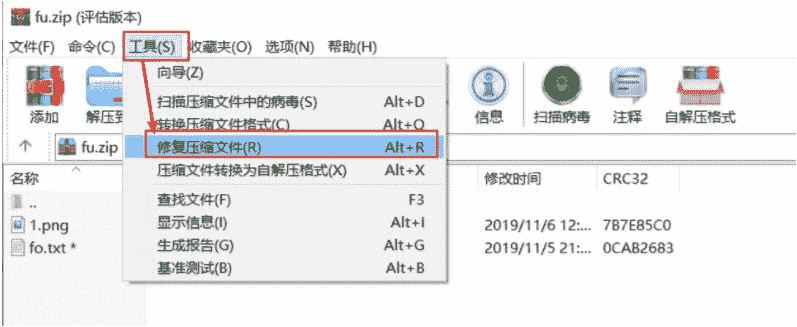 fu.zip (评估版本)
文件(F) 命令(C) 工具(S) 收藏夹(O) 选项(N) 帮助(H)
向导(Z)
扫描压缩文件中的病毒(S) Alt+D
转换压缩文件格式(C) Alt+Q
修复压缩文件(R) Alt+R
压缩文件转换为自解压格式(X) Alt+X
查找文件(F) F3
显示信息(I) Alt+I
生成报告(G) Alt+G
基准测试(B) Alt+B
添加 解压到 信息 扫描病毒 注释 自解压格式
fu.zip
名称 修改时间 CRC32
..
1.png 2019/11/6 12:... 7B7E85C0
fo.txt * 2019/11/5 21:... 0CAB2683